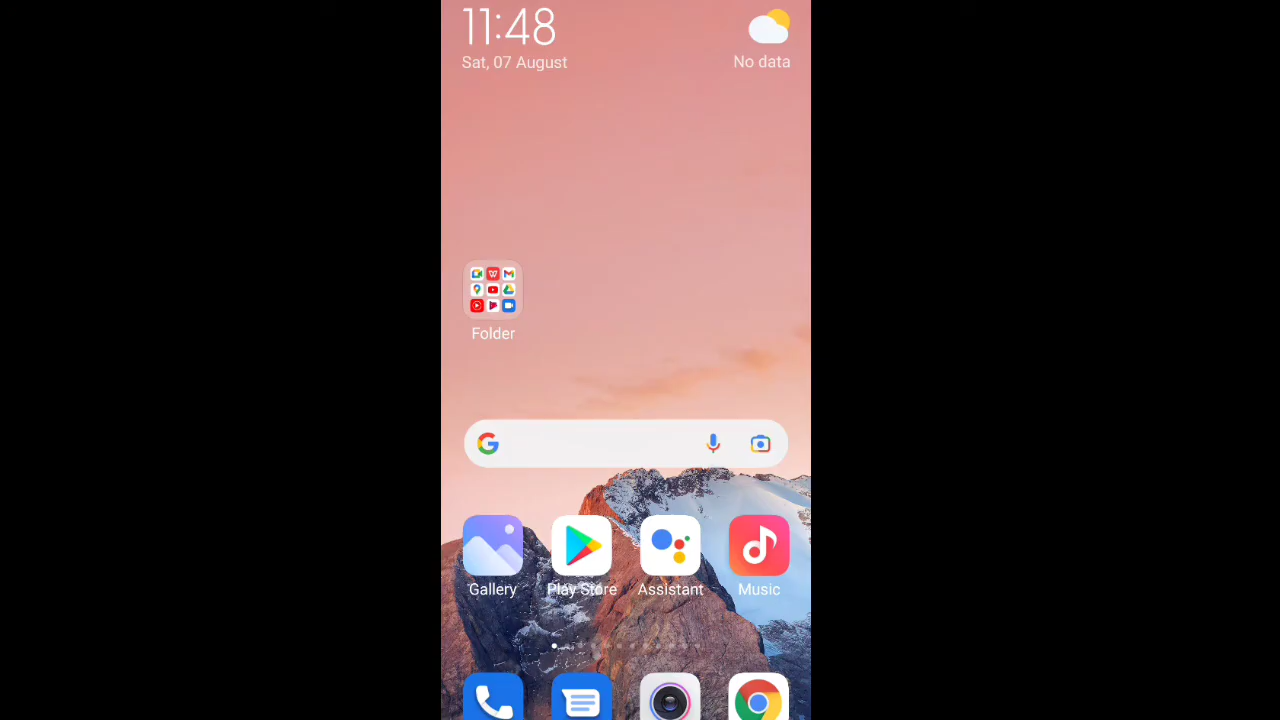 11:48
Sat, 07 August
No data
Folder
Gallery
Play Store
Assistant
Music